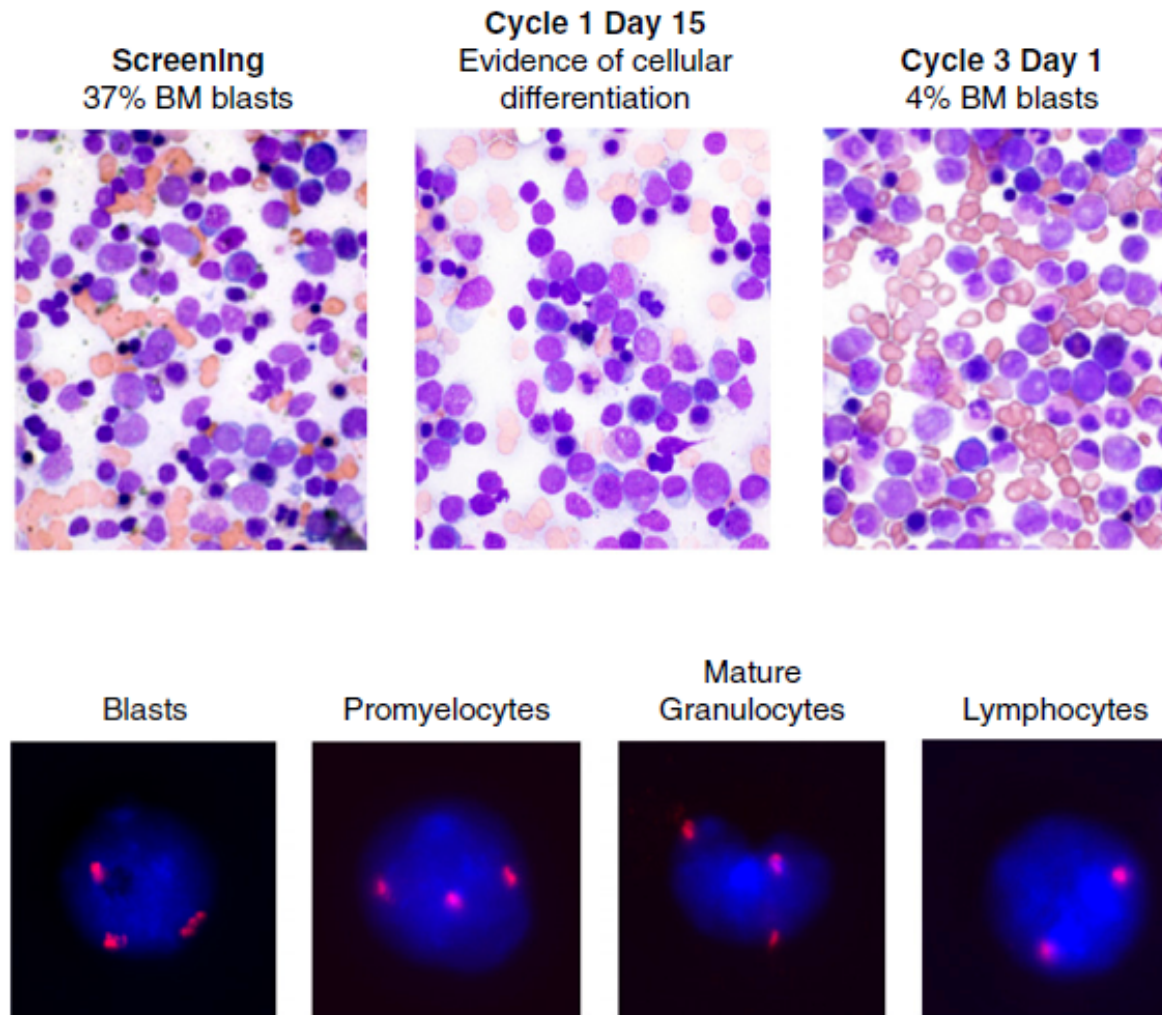 Screening
37% BM blasts
Cycle 1 Day 15
Evidence of cellular
differentiation
Cycle 3 Day 1
4% BM blasts
Blasts
Promyelocytes
Mature
Granulocytes
Lymphocytes